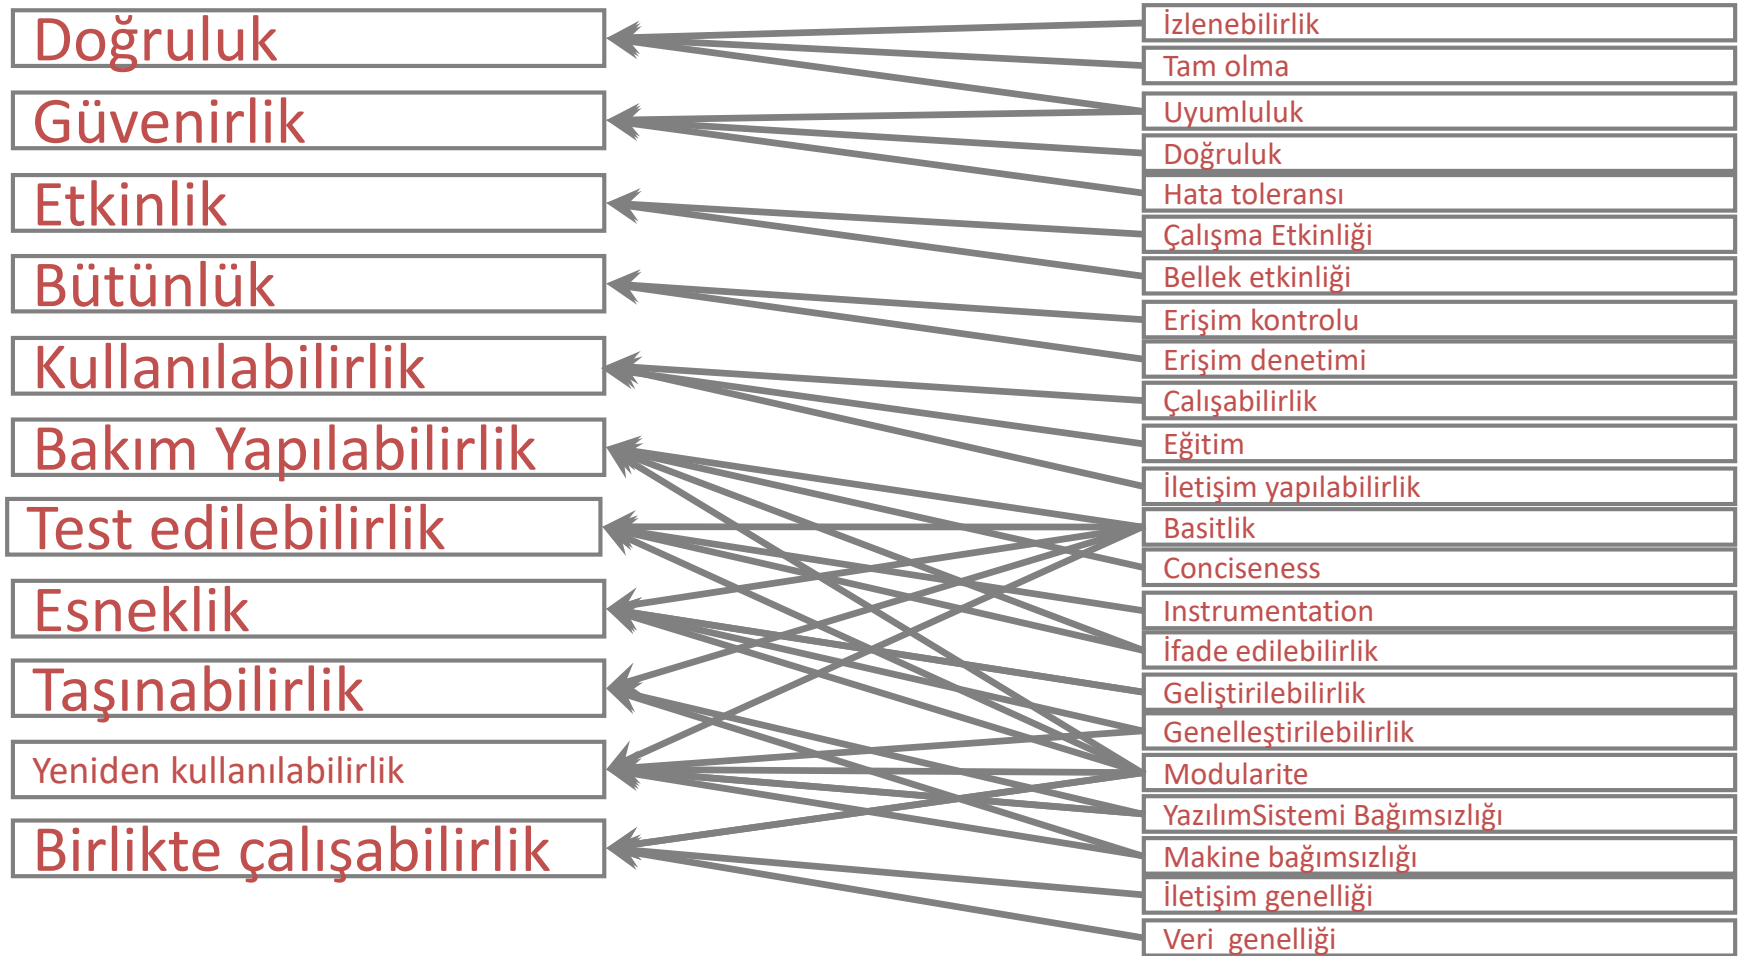 Doğruluk
Güvenirlik
Etkinlik
Bütünlük
Kullanılabilirlik
Bakım Yapılabilirlik
Test edilebilirlik
Esneklik
Taşınabilirlik
Yeniden kullanılabilirlik
Birlikte çalışabilirlik
İzlenebilirlik
Tam olma
Uyumluluk
Doğruluk
Hata toleransı
Çalışma Etkinliği
Bellek etkinliği
Erişim kontrolu
Erişim denetimi
Çalışabilirlik
Eğitim
İletişim yapılabilirlik
Basitlik
Conciseness
Instrumentation
İfade edilebilirlik
Geliştirilebilirlik
Genelleştirilebilirlik
Modularite
YazılımSistemi Bağımsızlığı
Makine bağımsızlığı
İletişim genelliği
Veri genelliği